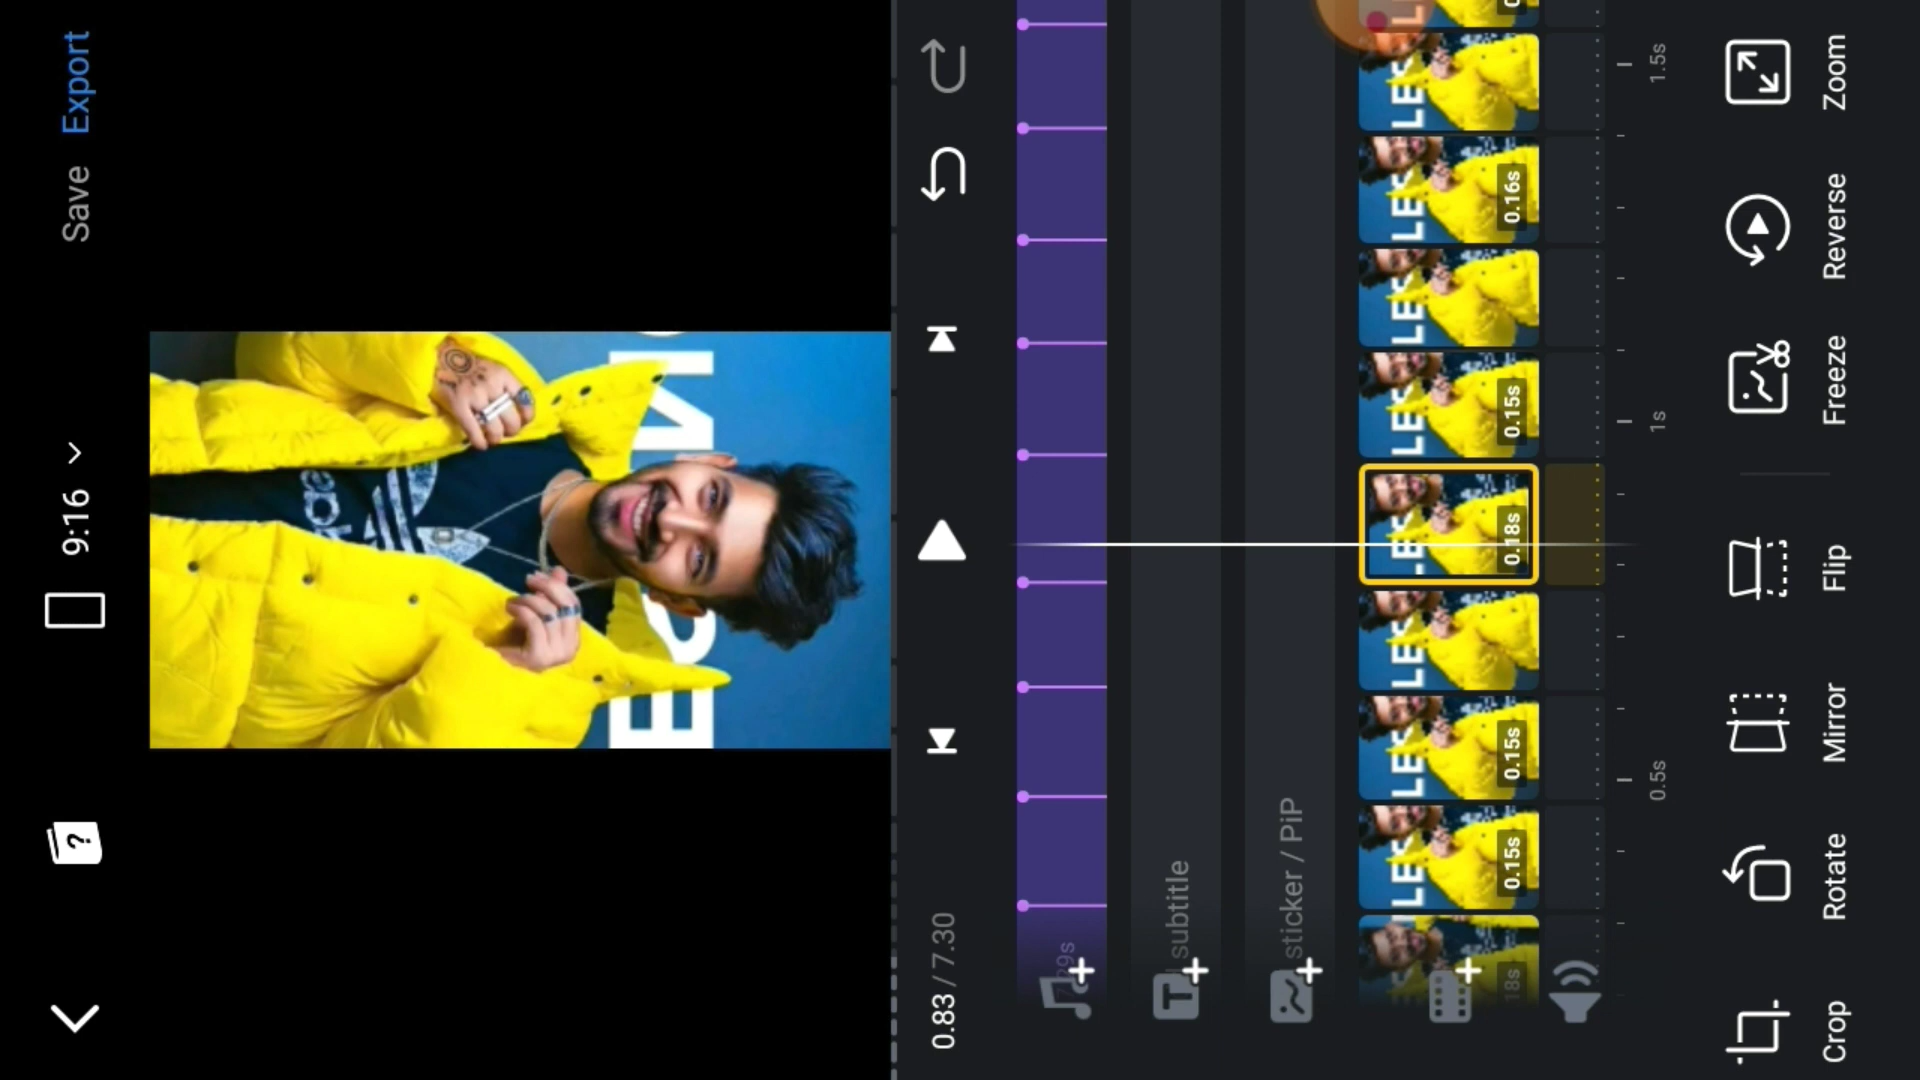 9:16
Save
Export
0.83 / 7.30
subtitle
sticker / PiP
0.15s
0.15s
0.18s
0.15s
0.16s
0.5s
1s
1.5s
Crop
Rotate
Mirror
Flip
Freeze
Reverse
Zoom